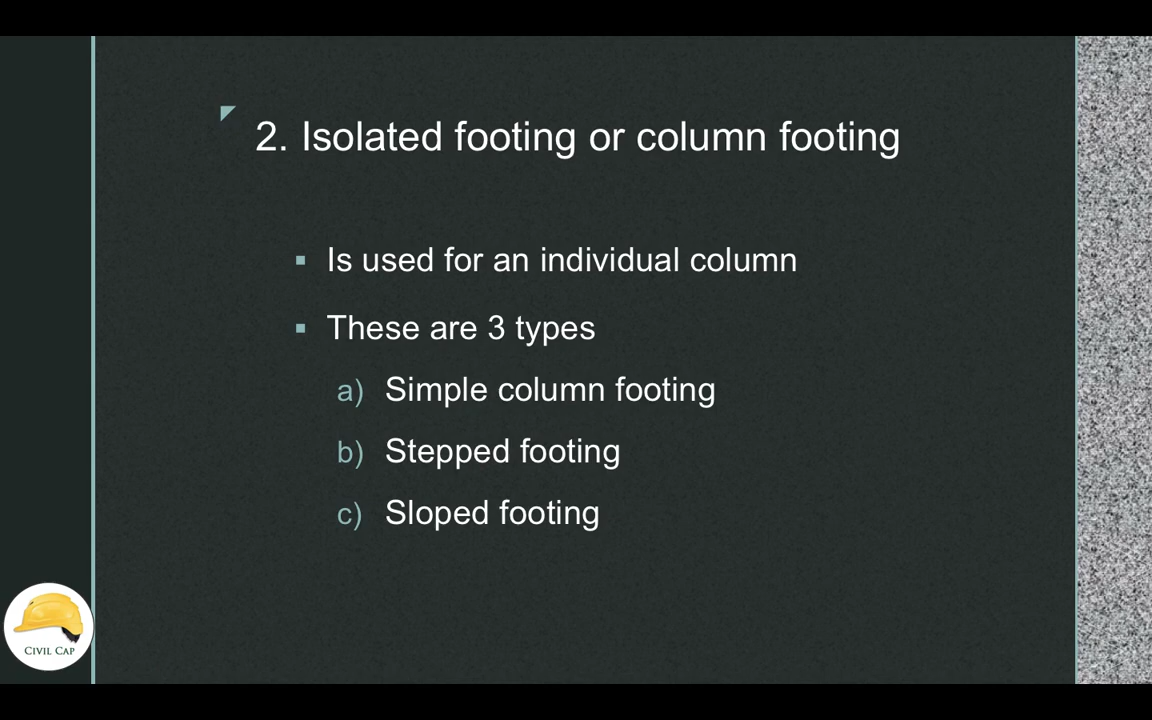 2. Isolated footing or column footing
▪ Is used for an individual column
▪ These are 3 types
a) Simple column footing
b) Stepped footing
c) Sloped footing
CIVIL CAP